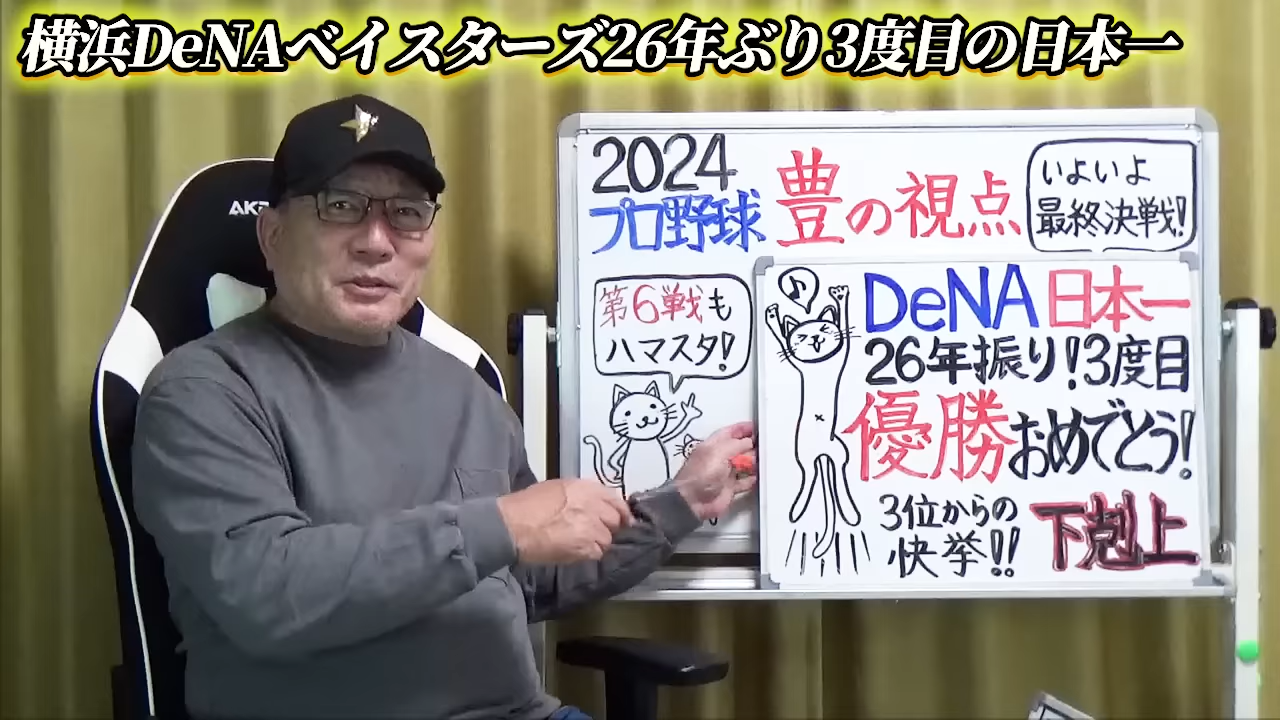 横浜DeNAベイスターズ26年ぶり3度目の日本一
2024
プロ野球
豊の視点
いよいよ
最終決戦!
第6戦も
ハマスタ!
♪
DeNA日本一
26年振り!3度目
優勝おめでとう!
3位からの
快挙!!
下剋上